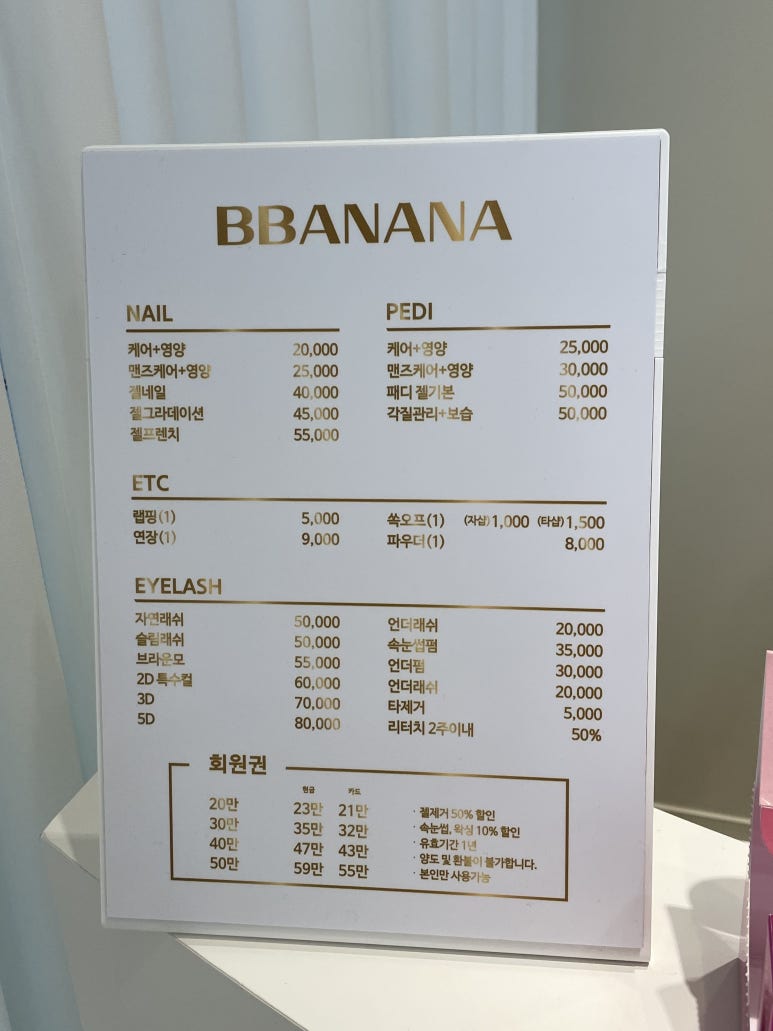 BBANANA
NAIL
케어+영양 20,000
맨즈케어+영양 25,000
젤네일 40,000
젤그라데이션 45,000
젤프렌치 55,000
PEDI
케어+영양 25,000
맨즈케어+영양 30,000
패디 젤기본 50,000
각질관리+보습 50,000
ETC
랩핑(1) 5,000
연장(1) 9,000
쏙오프(1) (자샵)1,000 (타샵)1,500
파우더(1) 8,000
EYELASH
자연래쉬 50,000
슬림래쉬 50,000
브라운모 55,000
2D 특수컬 60,000
3D 70,000
5D 80,000
언더래쉬 20,000
속눈썹펌 35,000
언더펌 30,000
언더래쉬 20,000
타제거 5,000
리터치 2주이내 50%
회원권
현금 카드
20만 23만 21만
30만 35만 32만
40만 47만 43만
50만 59만 55만
· 젤제거 50% 할인
· 속눈썹, 왁싱 10% 할인
· 유효기간 1년
· 양도 및 환불이 불가합니다.
· 본인만 사용가능